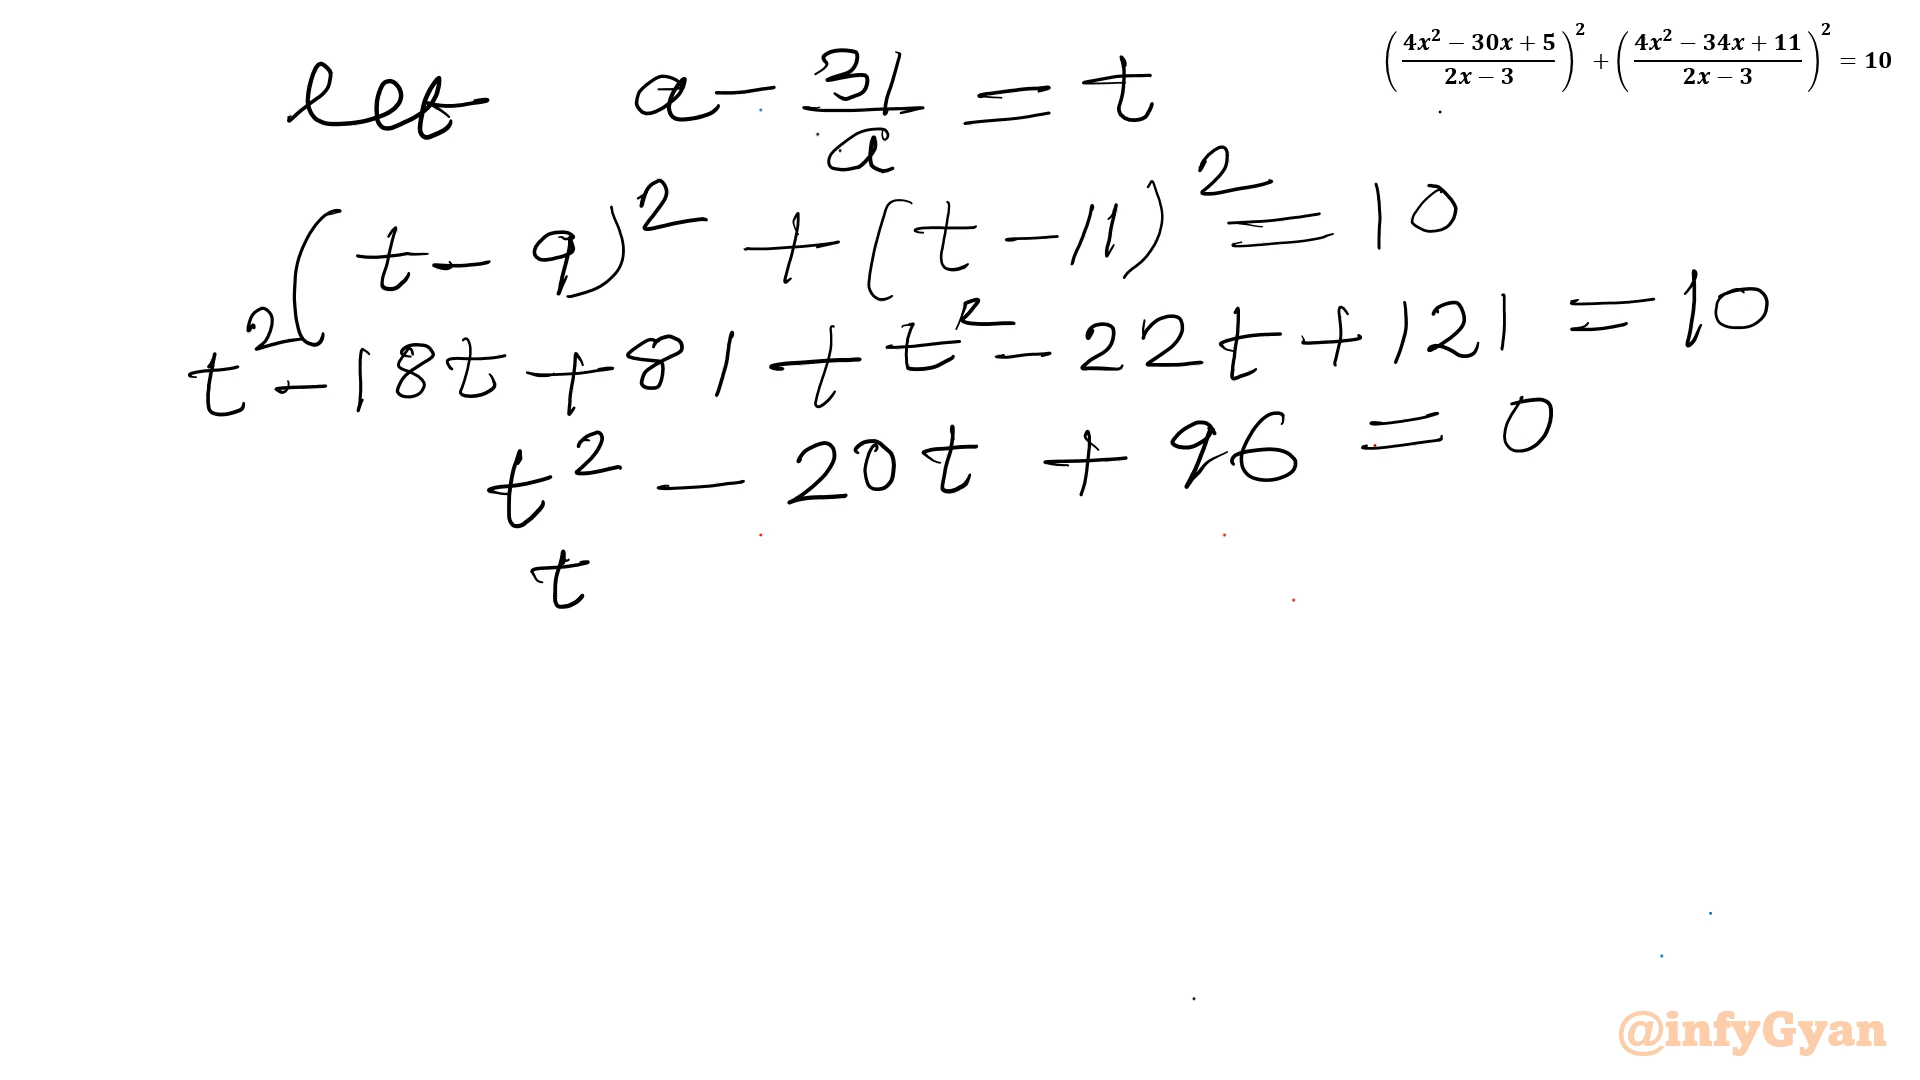 (4x² − 30x + 5 / 2x − 3)² + (4x² − 34x + 11 / 2x − 3)² = 10
let a − 31/a = t
(t − 9)² + (t − 11)² = 10
t² − 18t + 81 + t² − 22t + 121 = 10
t² − 20t + 96 = 0
t
@infyGyan